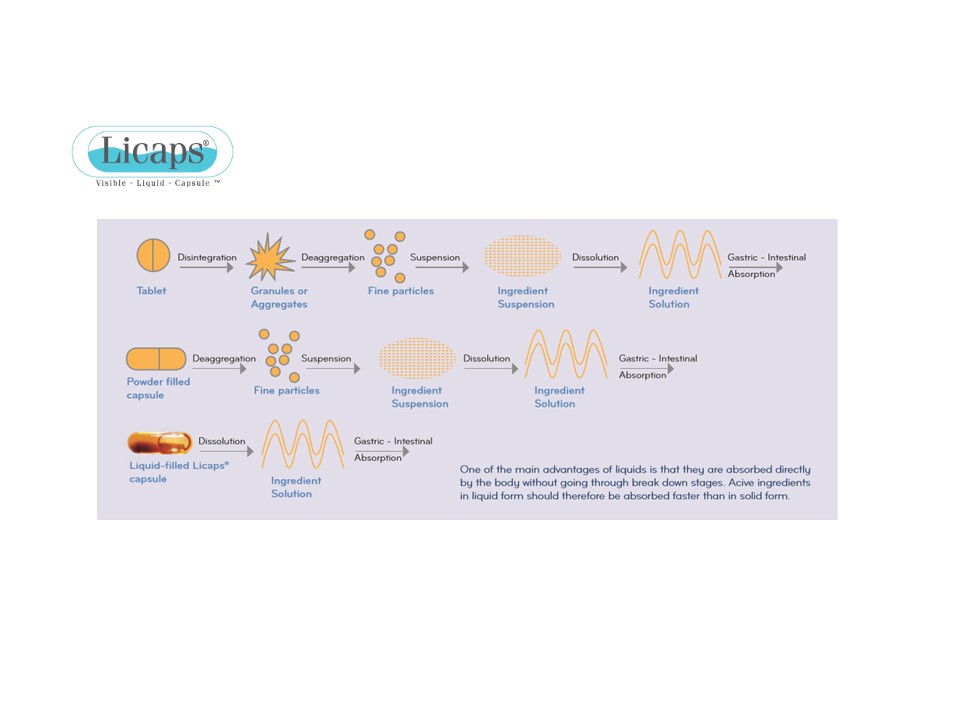 Licaps®
Visible - Liquid - Capsule ™
Disintegration
Deaggregation
Suspension
Dissolution
Gastric - Intestinal
Absorption
Tablet
Granules or
Aggregates
Fine particles
Ingredient
Suspension
Ingredient
Solution
Deaggregation
Suspension
Dissolution
Gastric - Intestinal
Absorption
Powder filled
capsule
Fine particles
Ingredient
Suspension
Ingredient
Solution
Dissolution
Gastric - Intestinal
Absorption
Liquid-filled Licaps®
capsule
Ingredient
Solution
One of the main advantages of liquids is that they are absorbed directly
by the body without going through break down stages. Acive ingredients
in liquid form should therefore be absorbed faster than in solid form.